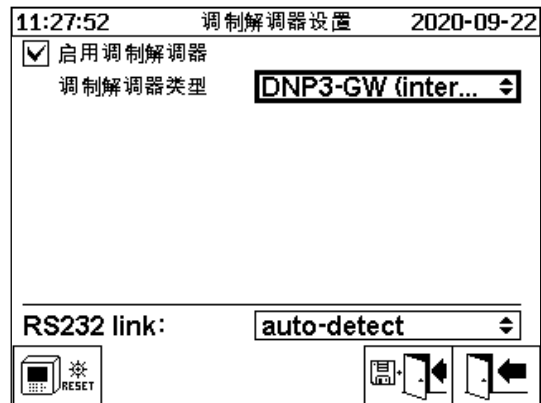 11:27:52 调制解调器设置 2020-09-22
启用调制解调器
调制解调器类型 DNP3-GW (inter...
RS232 link: auto-detect
RESET